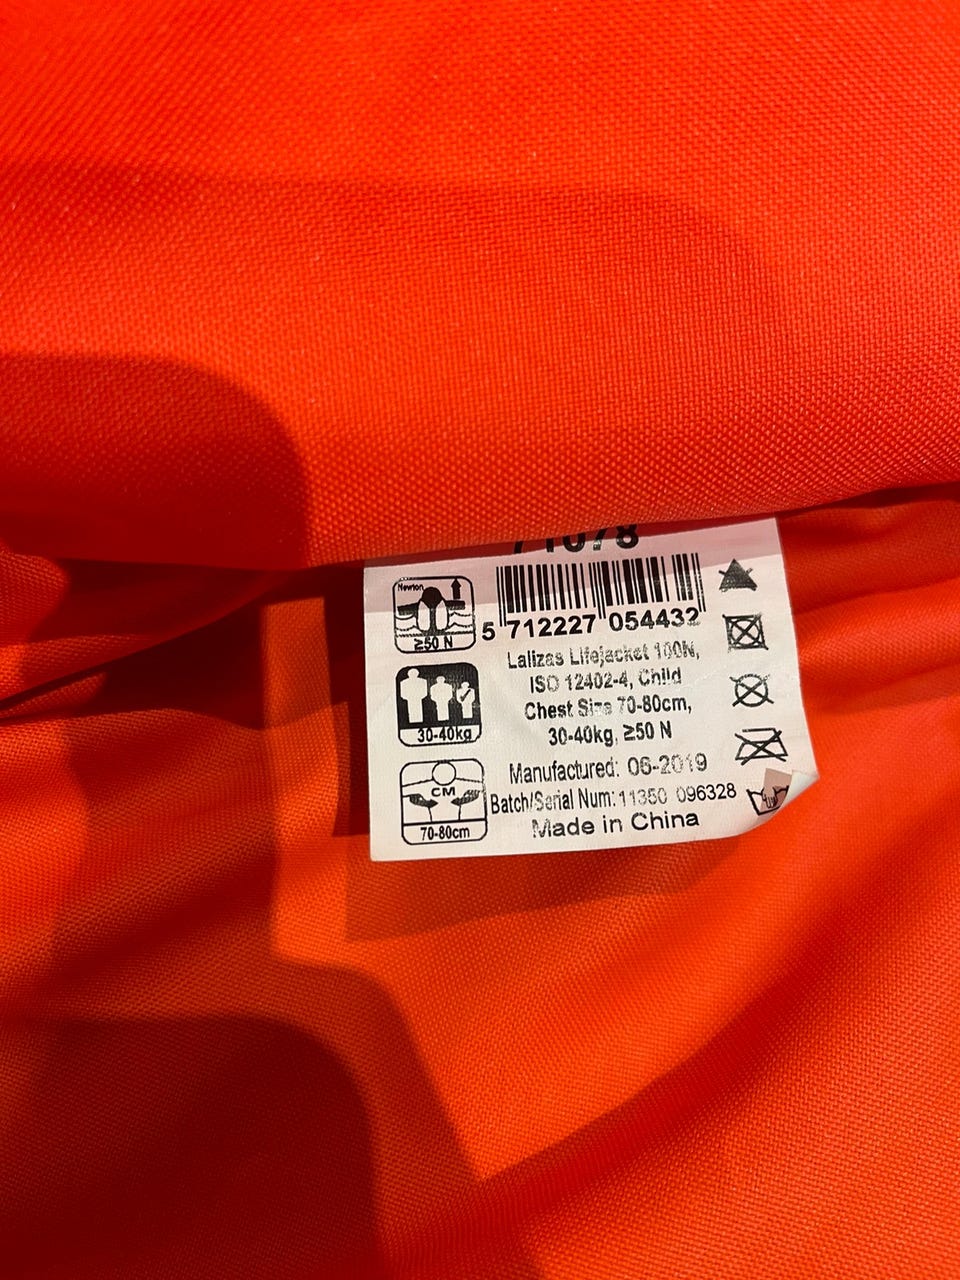 71078
Newton
≥50 N
5 712227 054432
Lalizas Lifejacket 100N,
ISO 12402-4, Child
Chest Size 70-80cm,
30-40kg, ≥50 N
30-40kg
Manufactured: 06-2019
CM
Batch/Serial Num: 11350 096328
70-80cm
Made in China